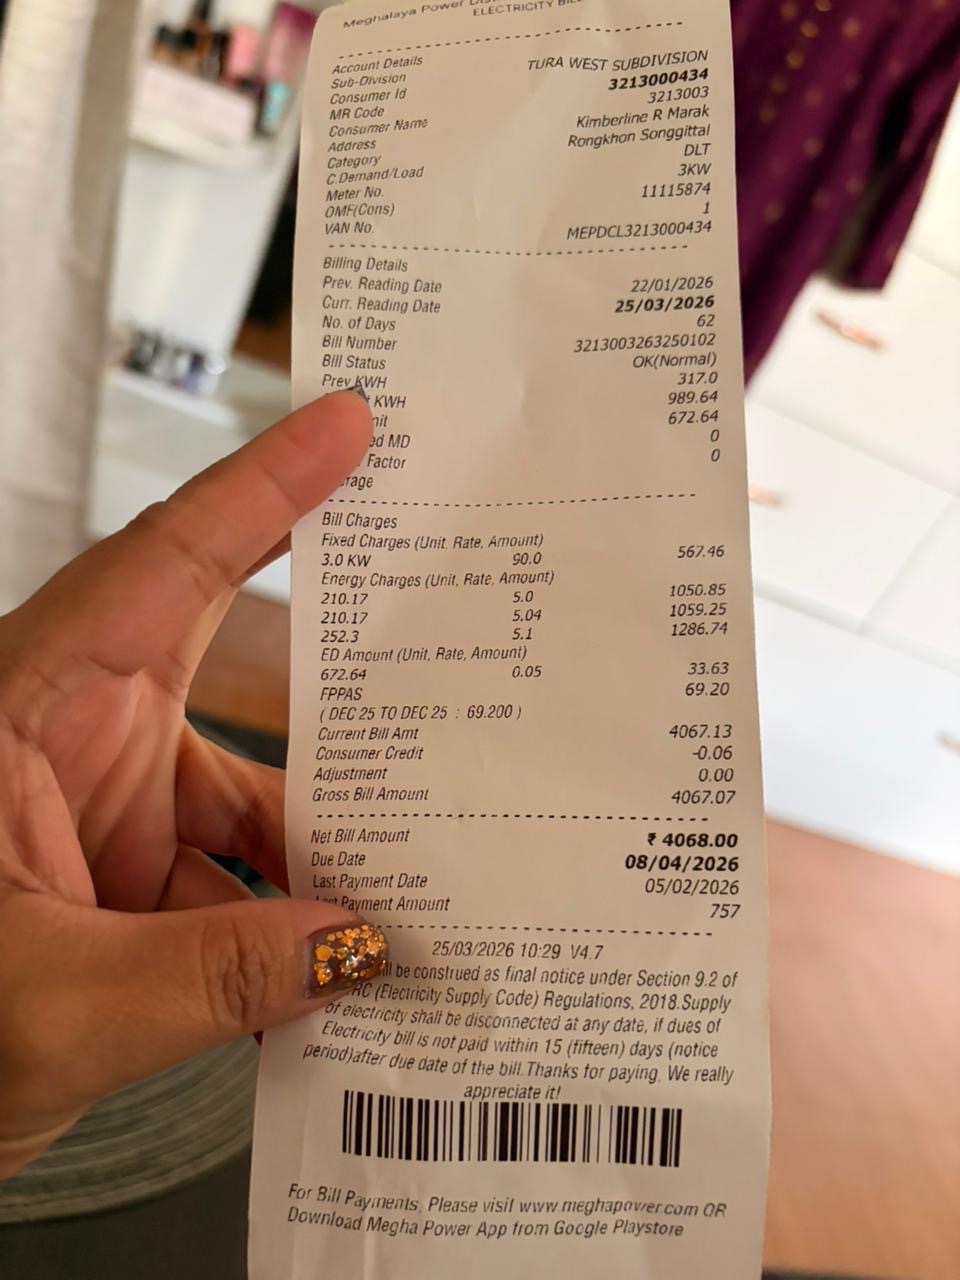 Meghalaya Power
ELECTRICITY
Account Details
Sub-Division TURA WEST SUBDIVISION
Consumer Id 3213000434
MR Code 3213003
Consumer Name Kimberline R Marak
Address Rongkhon Songgittal
Category DLT
C.Demand/Load 3KW
Meter No. 11115874
OMF(Cons) 1
VAN No. MEPDCL3213000434
Billing Details
Prev. Reading Date 22/01/2026
Curr. Reading Date 25/03/2026
No. of Days 62
Bill Number 3213003263250102
Bill Status OK(Normal)
Prev KWH 317.0
KWH 989.64
672.64
MD 0
Factor 0
Bill Charges
Fixed Charges (Unit, Rate, Amount)
3.0 KW 90.0 567.46
Energy Charges (Unit, Rate, Amount)
210.17 5.0 1050.85
210.17 5.04 1059.25
252.3 5.1 1286.74
ED Amount (Unit, Rate, Amount)
672.64 0.05 33.63
FPPAS 69.20
( DEC 25 TO DEC 25 : 69.200 )
Current Bill Amt 4067.13
Consumer Credit -0.06
Adjustment 0.00
Gross Bill Amount 4067.07
Net Bill Amount ₹ 4068.00
Due Date 08/04/2026
Last Payment Date 05/02/2026
Last Payment Amount 757
25/03/2026 10:29 V4.7
be construed as final notice under Section 9.2 of
(Electricity Supply Code) Regulations, 2018.Supply
of electricity shall be disconnected at any date, if dues of
Electricity bill is not paid within 15 (fifteen) days (notice
period)after due date of the bill.Thanks for paying, We really
appreciate it!
For Bill Payments, Please visit www.meghapower.com OR
Download Megha Power App from Google Playstore